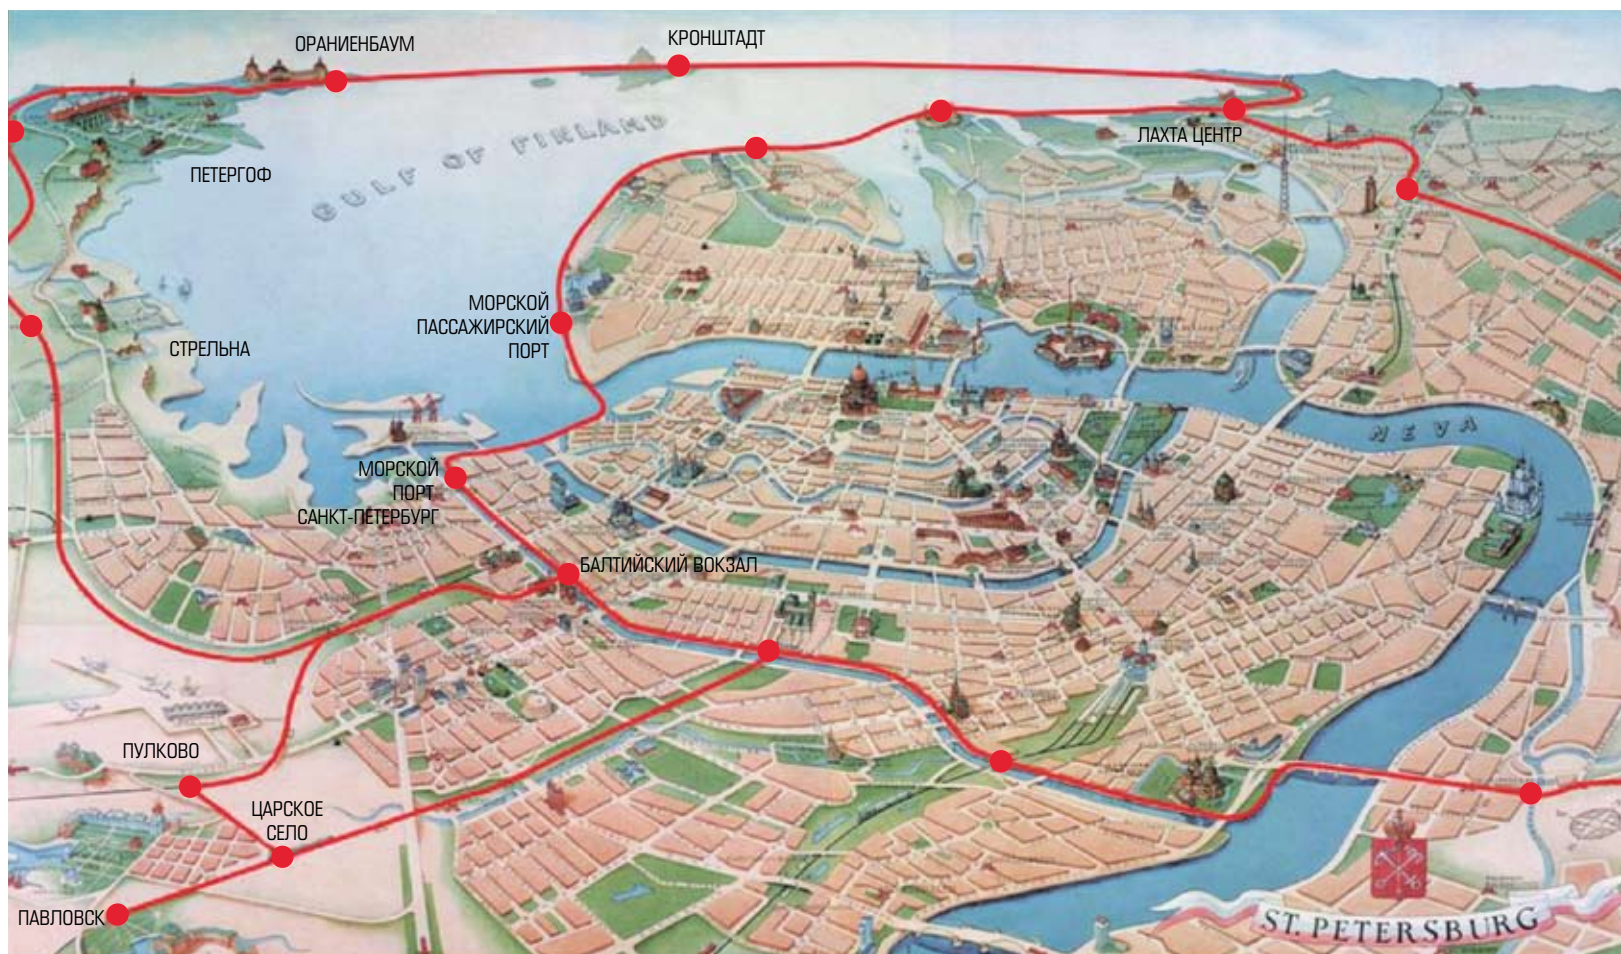 ОРАНИЕНБАУМ
КРОНШТАДТ
GULF OF FINLAND
ЛАХТА ЦЕНТР
ПЕТЕРГОФ
МОРСКОЙ
ПАССАЖИРСКИЙ
ПОРТ
СТРЕЛЬНА
NEVA
МОРСКОЙ
ПОРТ
САНКТ-ПЕТЕРБУРГ
БАЛТИЙСКИЙ ВОКЗАЛ
ПУЛКОВО
ЦАРСКОЕ
СЕЛО
ПАВЛОВСК
ST. PETERSBURG